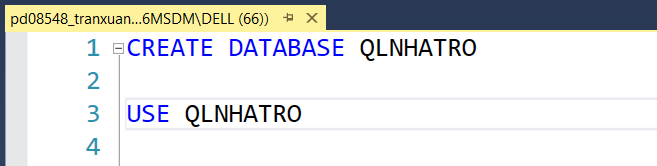 pd08548_tranxuan...6MSDM\DELL (66))
1 CREATE DATABASE QLNHATRO
2
3 USE QLNHATRO
4